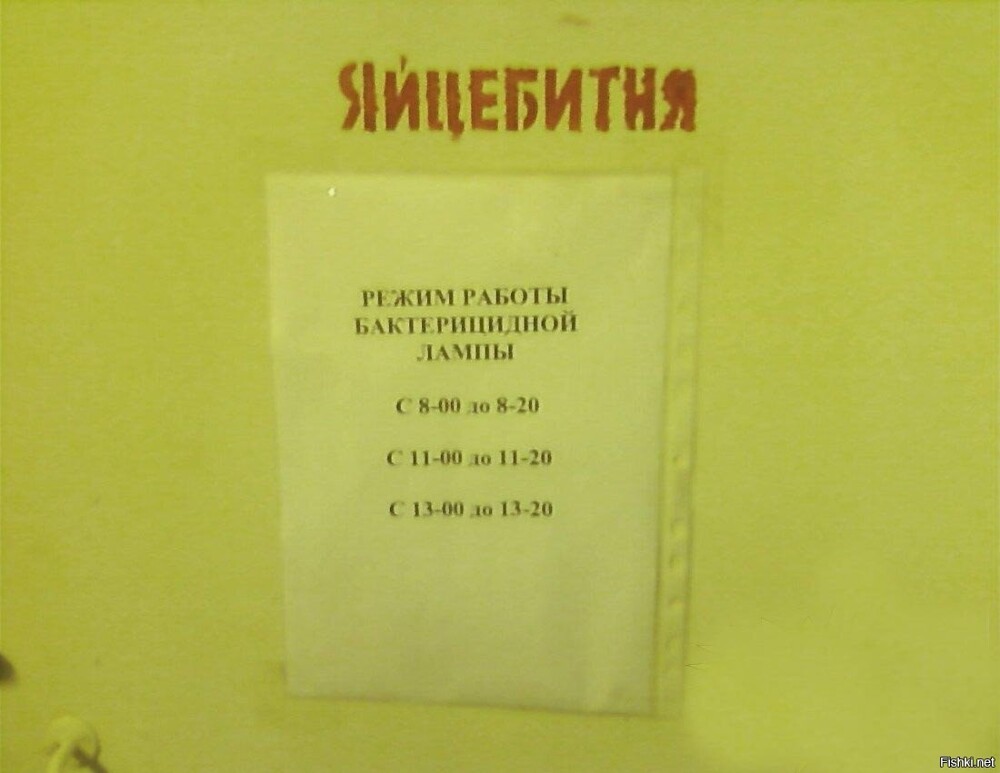 ЯЙЦЕБИТНЯ
РЕЖИМ РАБОТЫ
БАКТЕРИЦИДНОЙ
ЛАМПЫ
С 8-00 до 8-20
С 11-00 до 11-20
С 13-00 до 13-20
Fishki.net